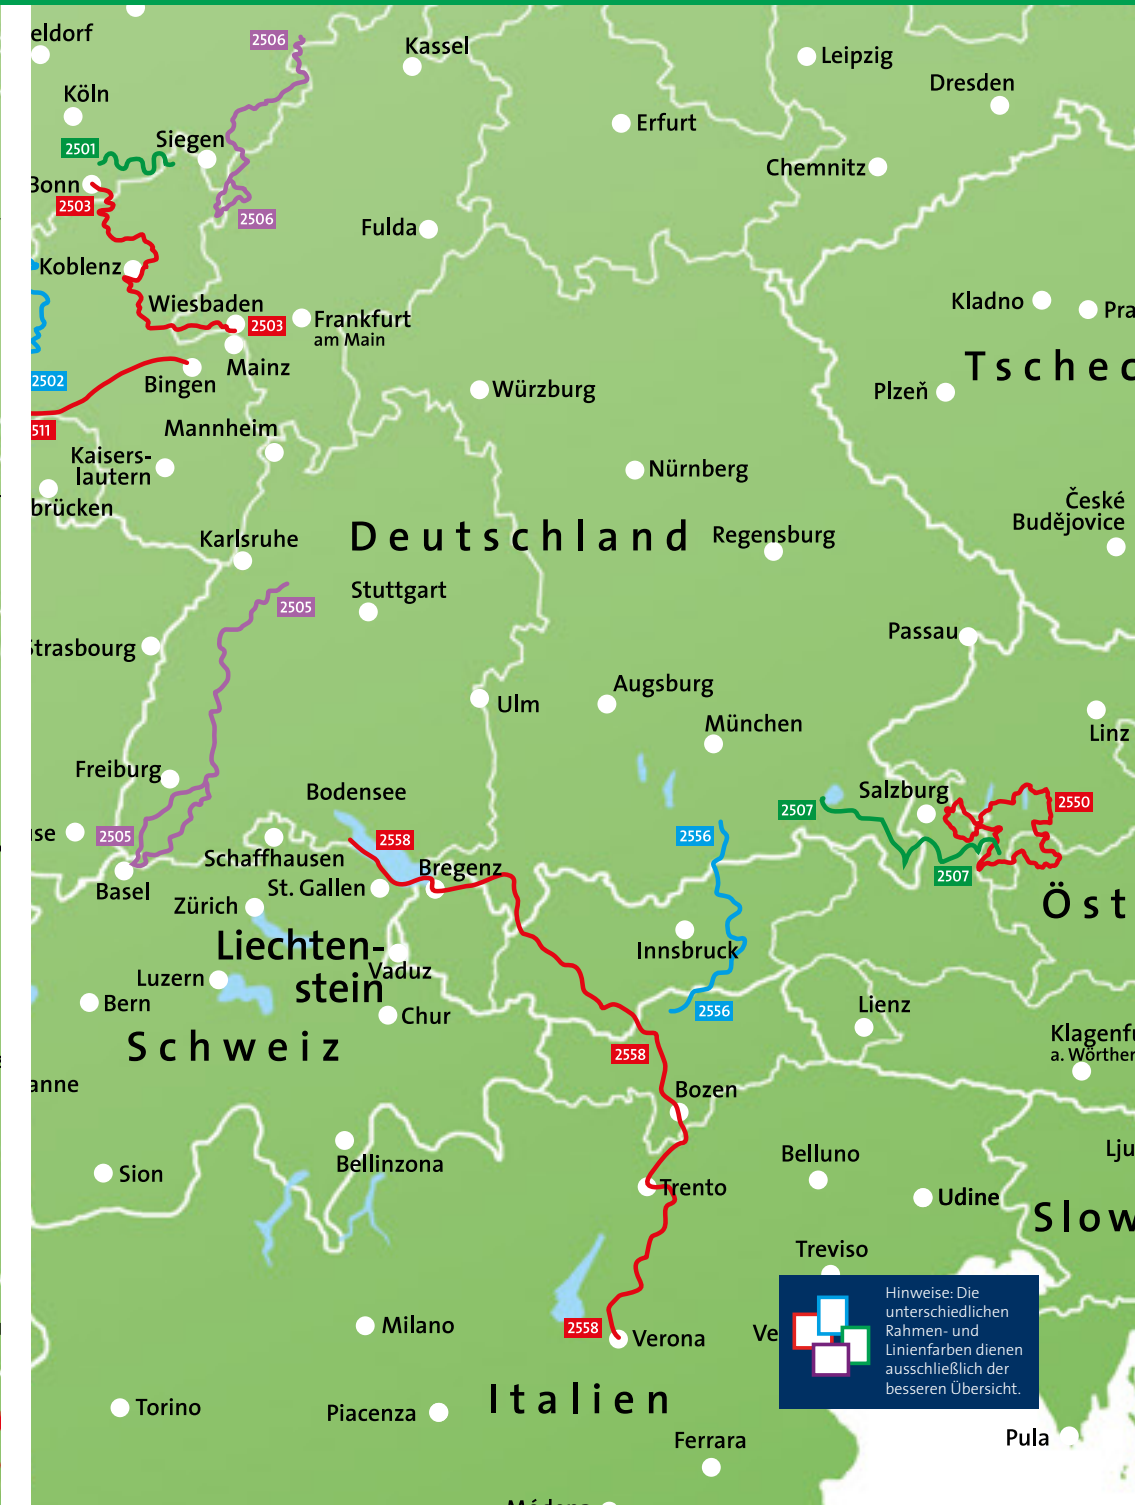 eldorf
2506
Kassel
Leipzig
Dresden
Köln
Erfurt
2501
Siegen
Chemnitz
Bonn
2503
2506
Fulda
Koblenz
Wiesbaden
2503
Frankfurt
am Main
Kladno
Pra
Mainz
Tschec
2502
Bingen
Würzburg
Plzeň
511
Mannheim
Kaisers-
lautern
Nürnberg
brücken
České
Budějovice
Karlsruhe
Deutschland
Regensburg
Stuttgart
2505
Passau
Strasbourg
Augsburg
Ulm
München
Linz
Freiburg
Bodensee
Salzburg
2507
2550
use
2505
2558
2556
Schaffhausen
Bregenz
2507
Basel
St. Gallen
Zürich
Öst
Liechten-
stein
Innsbruck
Vaduz
Luzern
Bern
2556
Lienz
Chur
Schweiz
2558
Klagenfu
a. Wörther
anne
Bozen
Lju
Belluno
Bellinzona
Sion
Trento
Udine
Slow
Treviso
Hinweise: Die
unterschiedlichen
Rahmen- und
Linienfarben dienen
ausschließlich der
besseren Übersicht.
Milano
2558
Verona
Ve
Italien
Torino
Piacenza
Ferrara
Pula